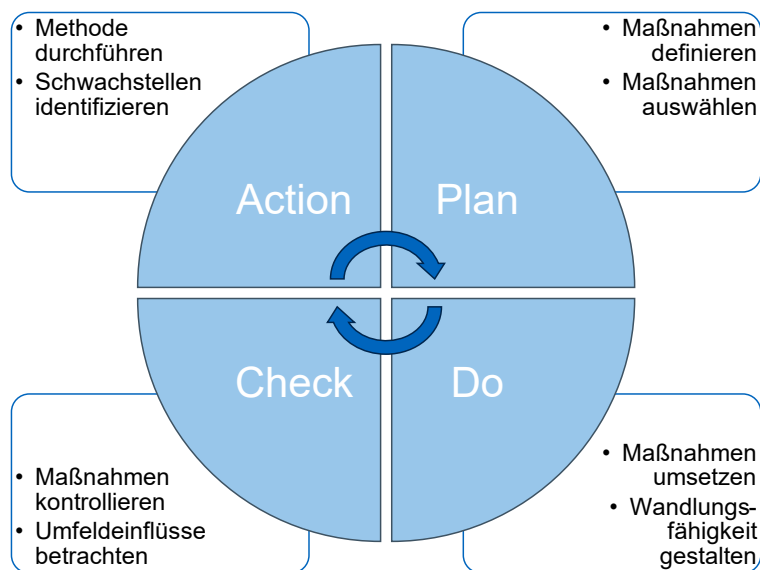 • Methode
durchführen
• Schwachstellen
identifizieren
• Maßnahmen
definieren
• Maßnahmen
auswählen
Action
Plan
Check
Do
• Maßnahmen
kontrollieren
• Umfeldeinflüsse
betrachten
• Maßnahmen
umsetzen
• Wandlungs-
fähigkeit
gestalten